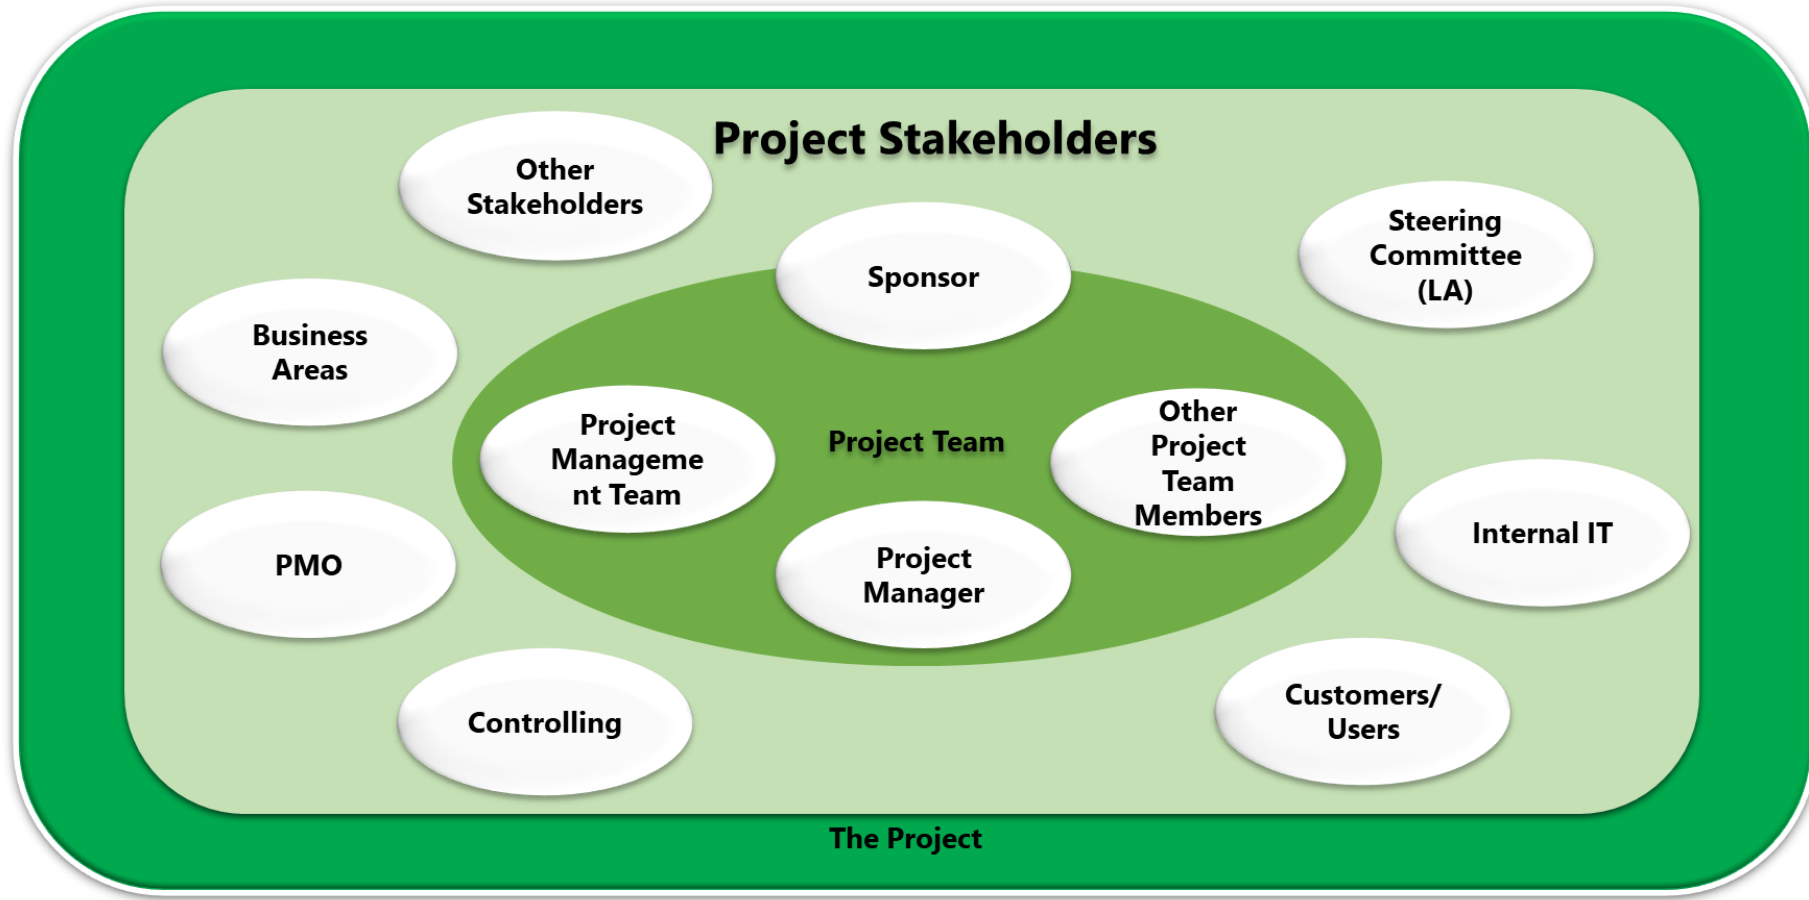 Project Stakeholders
Other
Stakeholders
Steering
Committee
(LA)
Sponsor
Business
Areas
Project
Manageme
nt Team
Project Team
Other
Project
Team
Members
PMO
Project
Manager
Internal IT
Controlling
Customers/
Users
The Project